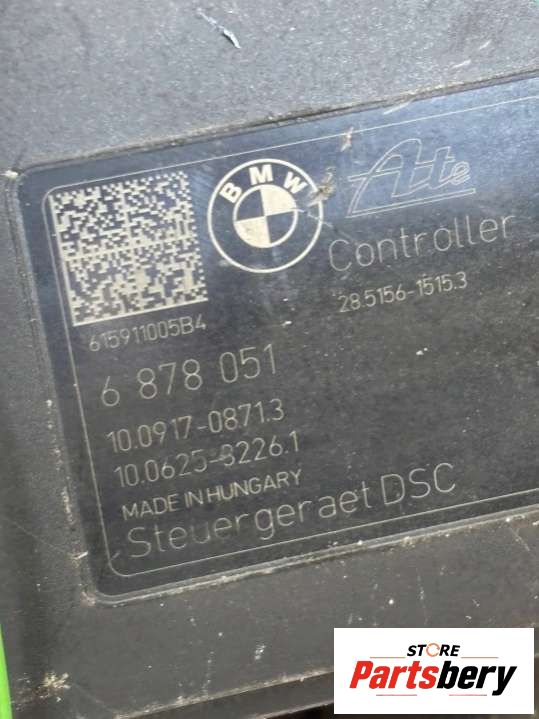 BMW
Ate
Controller
28.5156-1515.3
615911005B4
6 878 051
10.0917-0871.3
10.0625-3226.1
MADE IN HUNGARY
Steuergeraet DSC
STORE
Partsbery